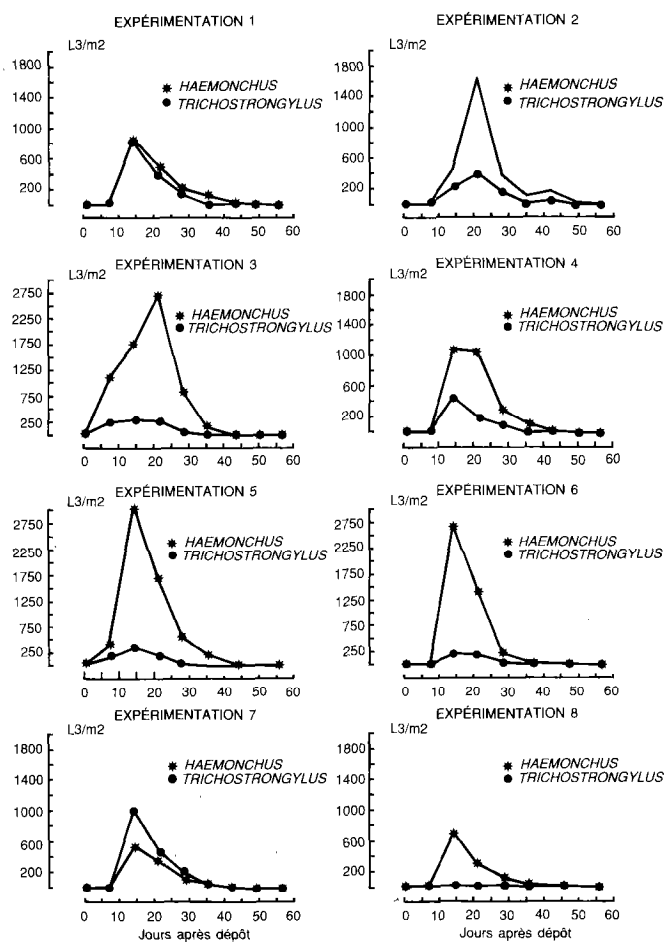 EXPÉRIMENTATION 1
L3/m2
1800
1400
1000
600
200
HAEMONCHUS
TRICHOSTRONGYLUS
0 10 20 30 40 50 60
EXPÉRIMENTATION 2
1800
1400
1000
600
200
HAEMONCHUS
TRICHOSTRONGYLUS
0 10 20 30 40 50 60
EXPÉRIMENTATION 3
L3/m2
2750
2250
1750
1250
750
250
HAEMONCHUS
TRICHOSTRONGYLUS
0 10 20 30 40 50 60
EXPÉRIMENTATION 4
L3/m2
1800
1400
1000
600
200
HAEMONCHUS
TRICHOSTRONGYLUS
0 10 20 30 40 50 60
EXPÉRIMENTATION 5
L3/m2
2750
2250
1750
1250
750
250
HAEMONCHUS
TRICHOSTRONGYLUS
0 10 20 30 40 50 60
EXPÉRIMENTATION 6
L3/m2
2750
2250
1750
1250
750
250
HAEMONCHUS
TRICHOSTRONGYLUS
0 10 20 30 40 50 60
EXPÉRIMENTATION 7
L3/m2
1800
1400
1000
600
200
HAEMONCHUS
TRICHOSTRONGYLUS
0 10 20 30 40 50 60
Jours après dépôt
EXPÉRIMENTATION 8
L3/m2
1800
1400
1000
600
200
HAEMONCHUS
TRICHOSTRONGYLUS
0 10 20 30 40 50 60
Jours après dépôt